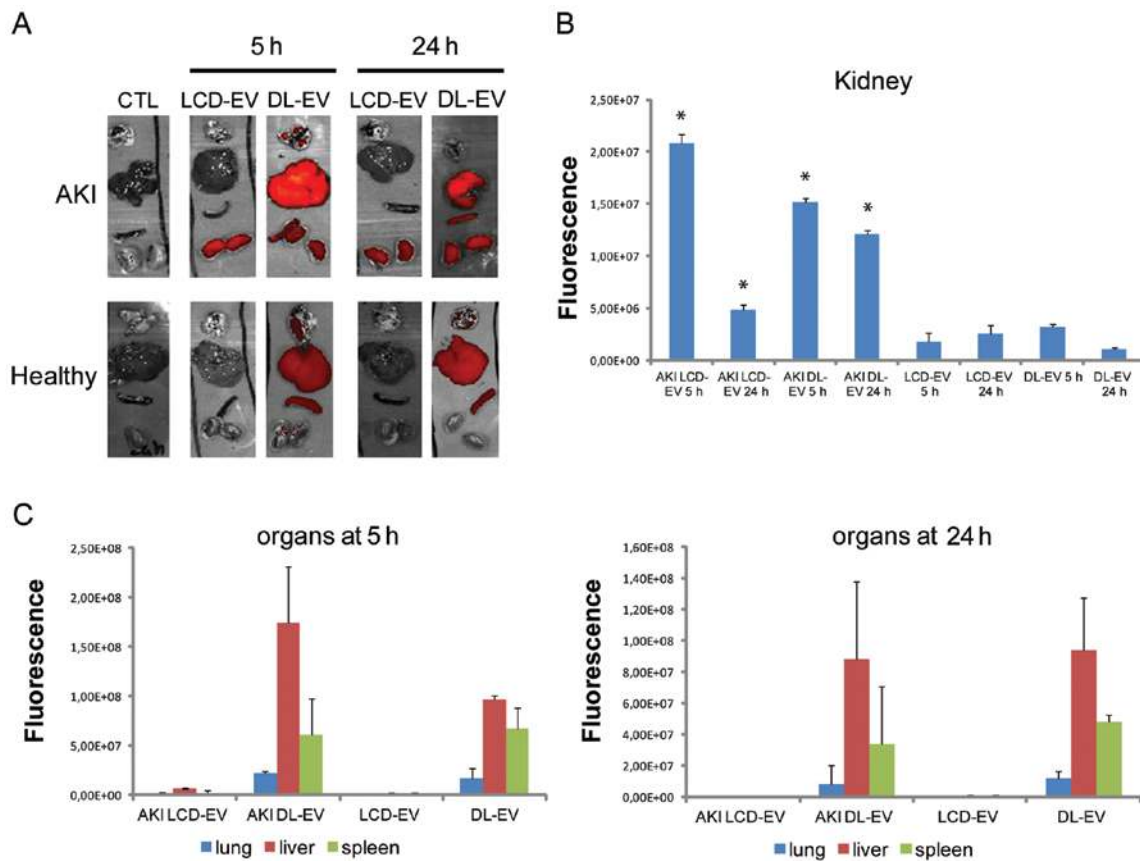 A
5 h
24 h
CTL
LCD-EV
DL-EV
LCD-EV
DL-EV
AKI
Healthy
B
Kidney
Fluorescence
2,50E+07
2,00E+07
1,50E+07
1,00E+07
5,00E+06
0,00E+00
*
*
*
*
AKI LCD-
EV 5 h
AKI LCD-
EV 24 h
AKI DL-
EV 5 h
AKI DL-
EV 24 h
LCD-EV
5 h
LCD-EV
24 h
DL-EV 5 h
DL-EV
24 h
C
organs at 5 h
Fluorescence
2,50E+08
2,00E+08
1,50E+08
1,00E+08
5,00E+07
0,00E+00
AKI LCD-EV
AKI DL-EV
LCD-EV
DL-EV
lung
liver
spleen
organs at 24 h
Fluorescence
1,60E+08
1,40E+08
1,20E+08
1,00E+08
8,00E+07
6,00E+07
4,00E+07
2,00E+07
0,00E+00
AKI LCD-EV
AKI DL-EV
LCD-EV
DL-EV
lung
liver
spleen